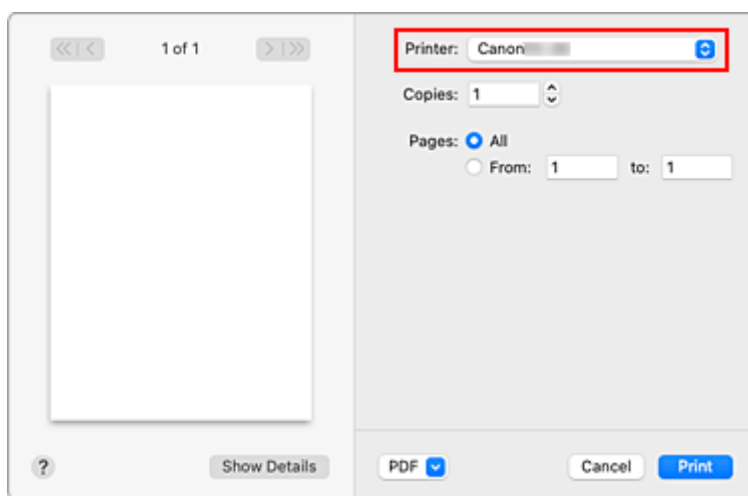 1 of 1
Printer: Canon
Copies: 1
Pages: All
From: 1 to: 1
? Show Details PDF Cancel Print